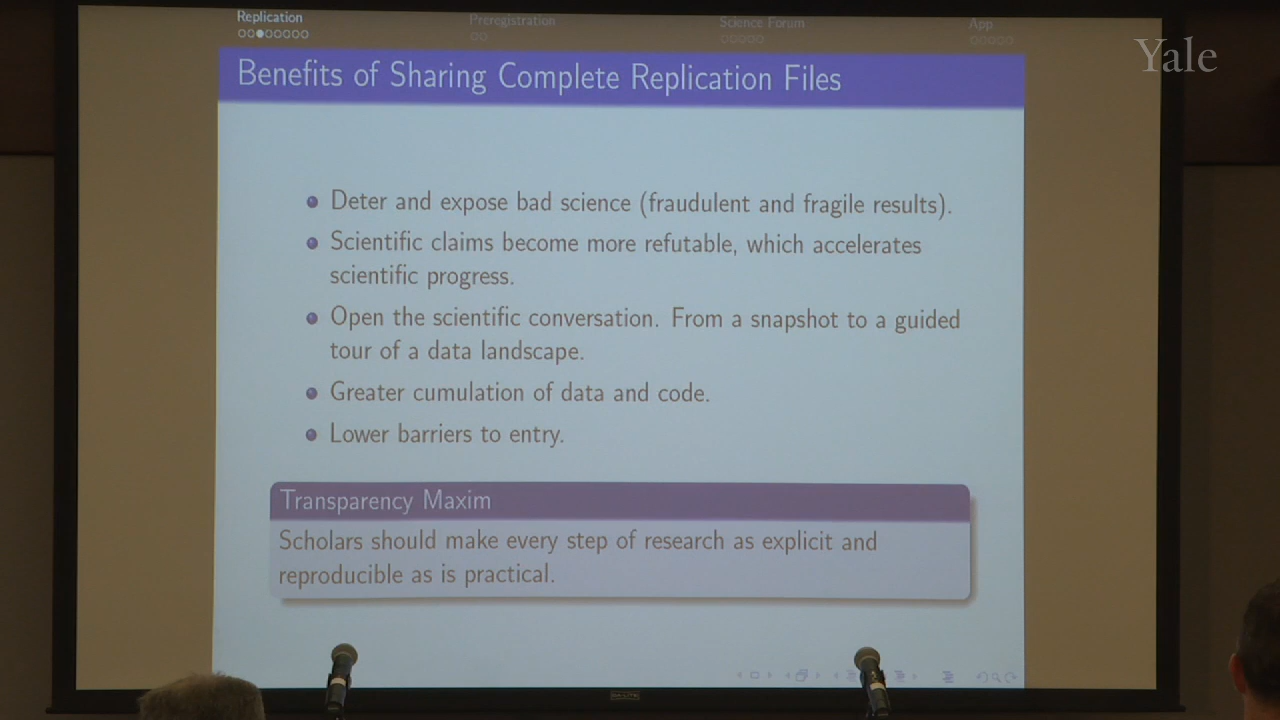 Replication Preregistration Science Forum App
Yale
Benefits of Sharing Complete Replication Files
Deter and expose bad science (fraudulent and fragile results).
Scientific claims become more refutable, which accelerates
scientific progress.
Open the scientific conversation. From a snapshot to a guided
tour of a data landscape.
Greater cumulation of data and code.
Lower barriers to entry.
Transparency Maxim
Scholars should make every step of research as explicit and
reproducible as is practical.
DA-LITE